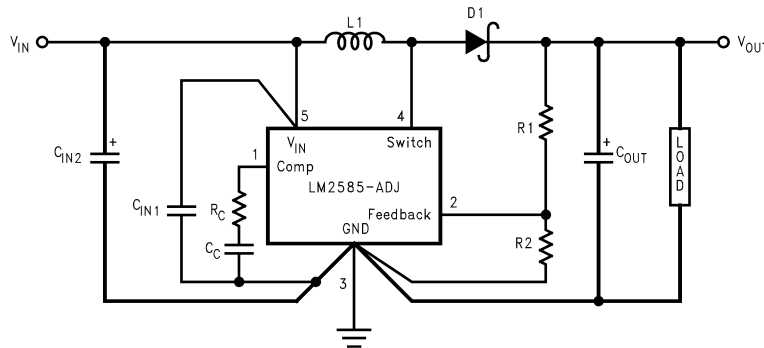 L1
D1
VIN
VOUT
5
4
VIN
Switch
R1
+
CIN2
1
Comp
+
COUT
LOAD
LM2585-ADJ
CIN1
RC
Feedback
2
GND
R2
CC
3